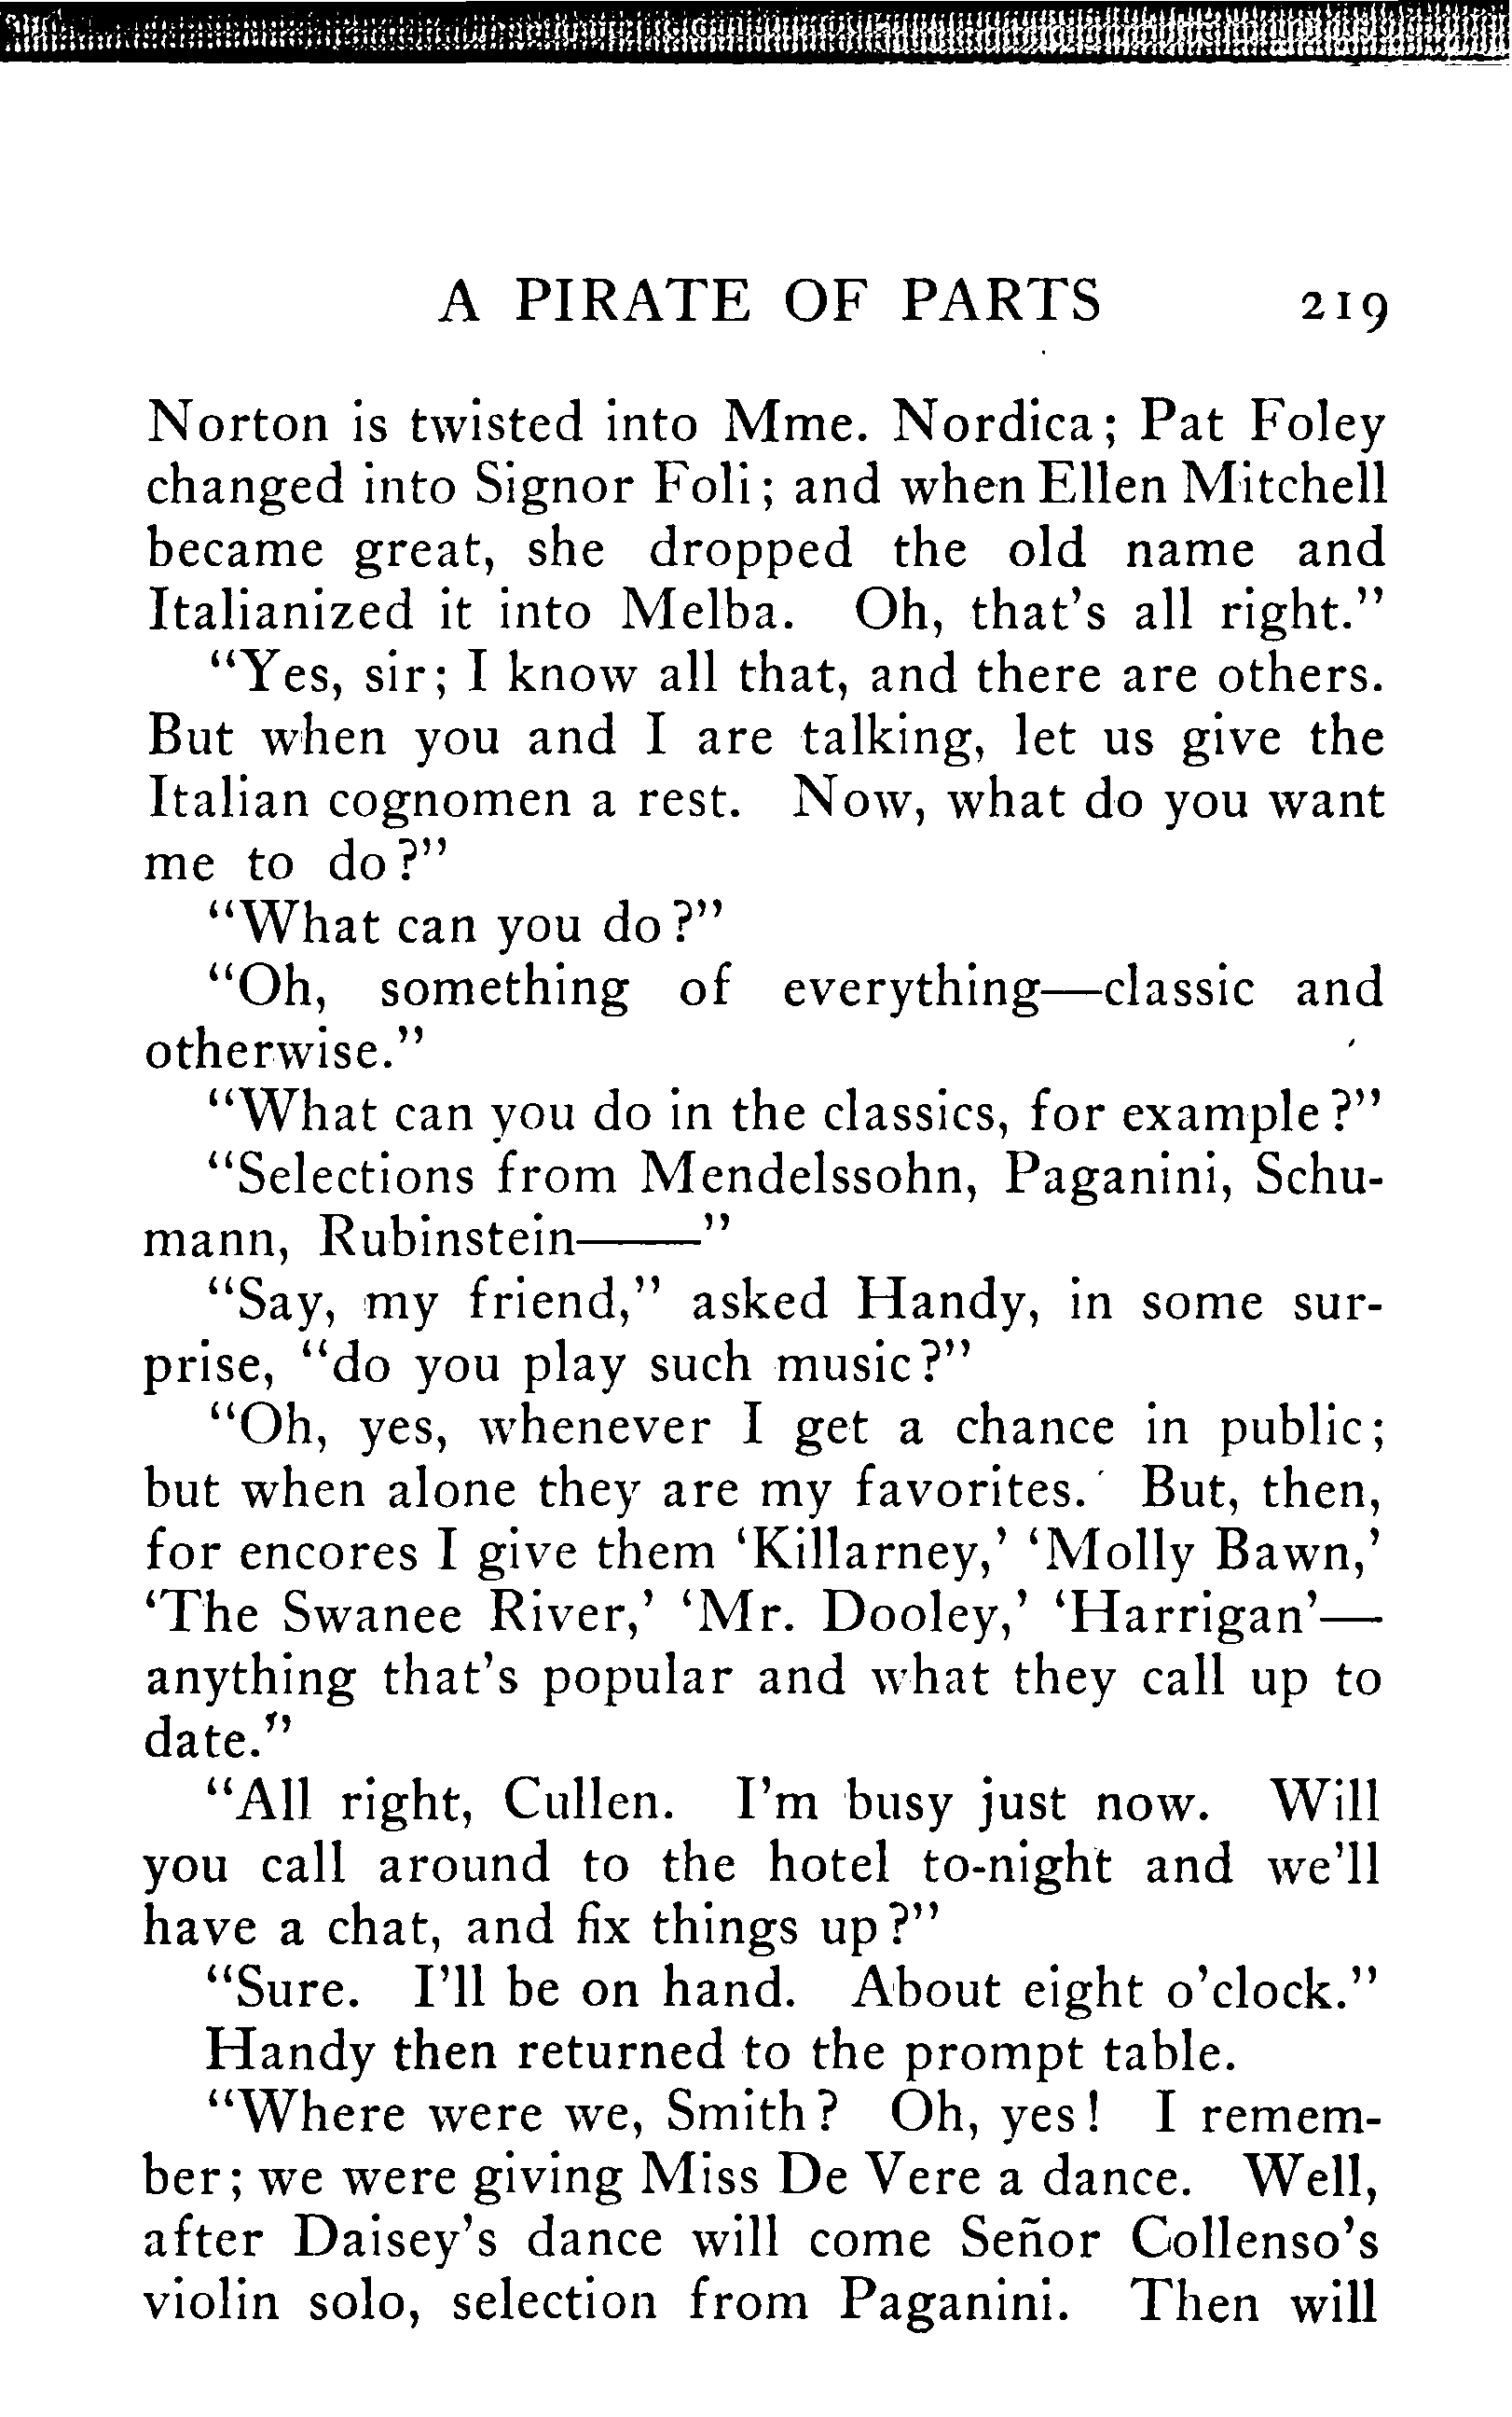 A PIRATE OF PARTS 219
Norton is twisted into Mme. Nordica; Pat Foley
changed into Signor Foli; and when Ellen Mitchell
became great, she dropped the old name and
Italianized it into Melba. Oh, that's all right."
"Yes, sir; I know all that, and there are others.
But when you and I are talking, let us give the
Italian cognomen a rest. Now, what do you want
me to do?"
"What can you do?"
"Oh, something of everything—classic and
otherwise."
"What can you do in the classics, for example?"
"Selections from Mendelssohn, Paganini, Schu-
mann, Rubinstein——"
"Say, my friend," asked Handy, in some sur-
prise, "do you play such music?"
"Oh, yes, whenever I get a chance in public;
but when alone they are my favorites. But, then,
for encores I give them 'Killarney,' 'Molly Bawn,'
'The Swanee River,' 'Mr. Dooley,' 'Harrigan'—
anything that's popular and what they call up to
date."
"All right, Cullen. I'm busy just now. Will
you call around to the hotel to-night and we'll
have a chat, and fix things up?"
"Sure. I'll be on hand. About eight o'clock."
Handy then returned to the prompt table.
"Where were we, Smith? Oh, yes! I remem-
ber; we were giving Miss De Vere a dance. Well,
after Daisey's dance will come Señor Collenso's
violin solo, selection from Paganini. Then will